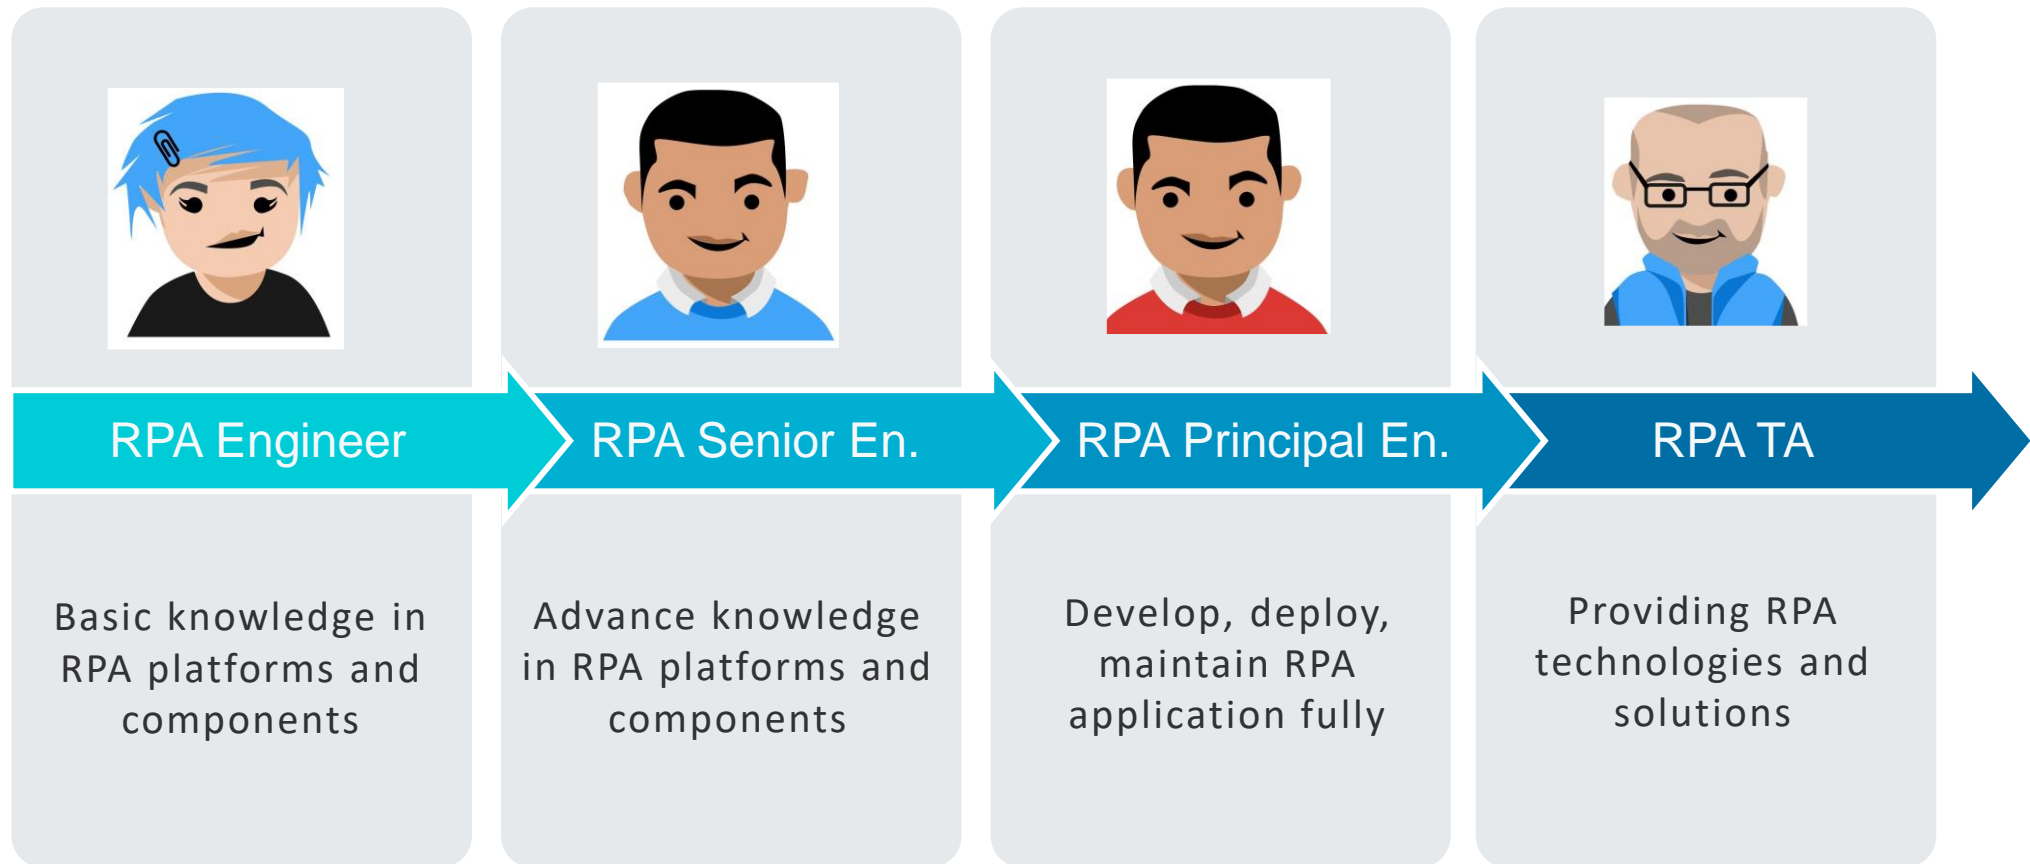 RPA Engineer
RPA Senior En.
RPA Principal En.
RPA TA
Basic knowledge in
RPA platforms and
components
Advance knowledge
in RPA platforms and
components
Develop, deploy,
maintain RPA
application fully
Providing RPA
technologies and
solutions